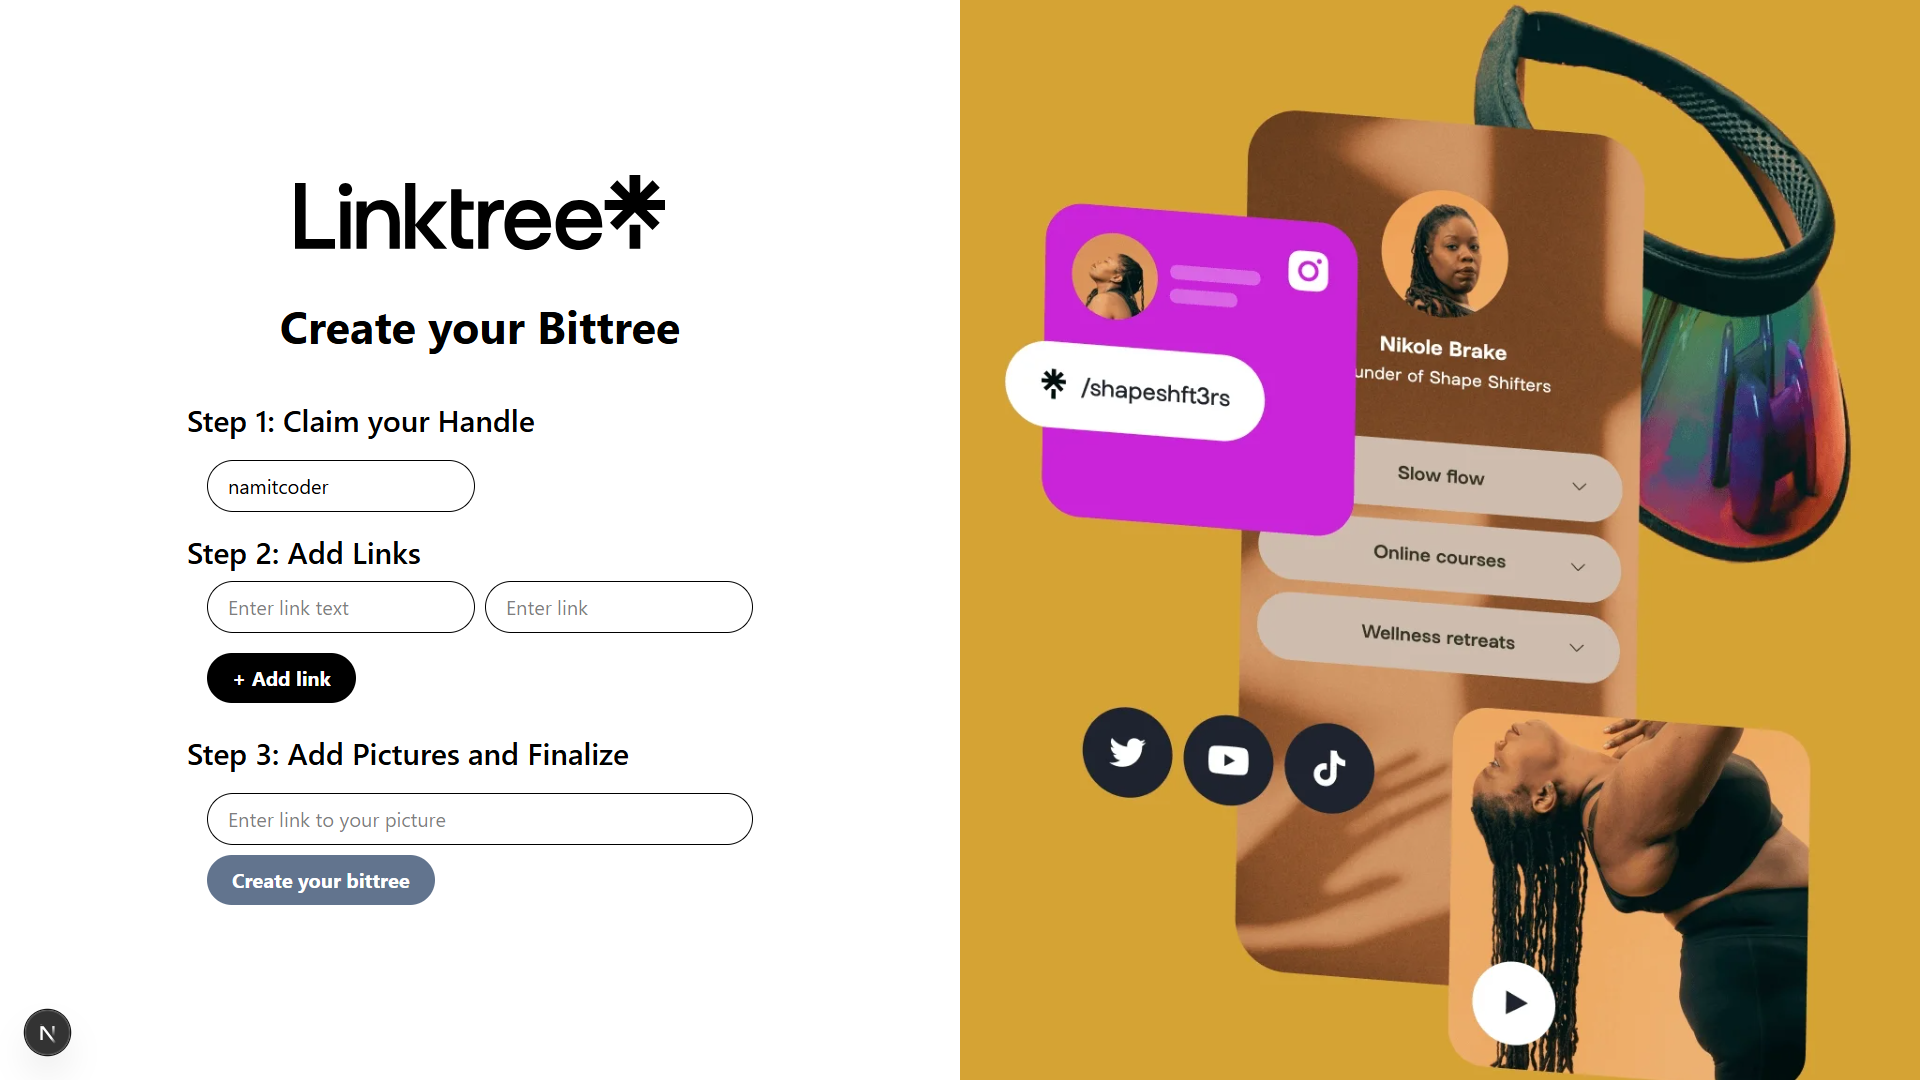 Linktree
Create your Bittree
Step 1: Claim your Handle
namitcoder
Step 2: Add Links
Enter link text
Enter link
+ Add link
Step 3: Add Pictures and Finalize
Enter link to your picture
Create your bittree
N
/shapeshft3rs
Nikole Brake
under of Shape Shifters
Slow flow
Online courses
Wellness retreats